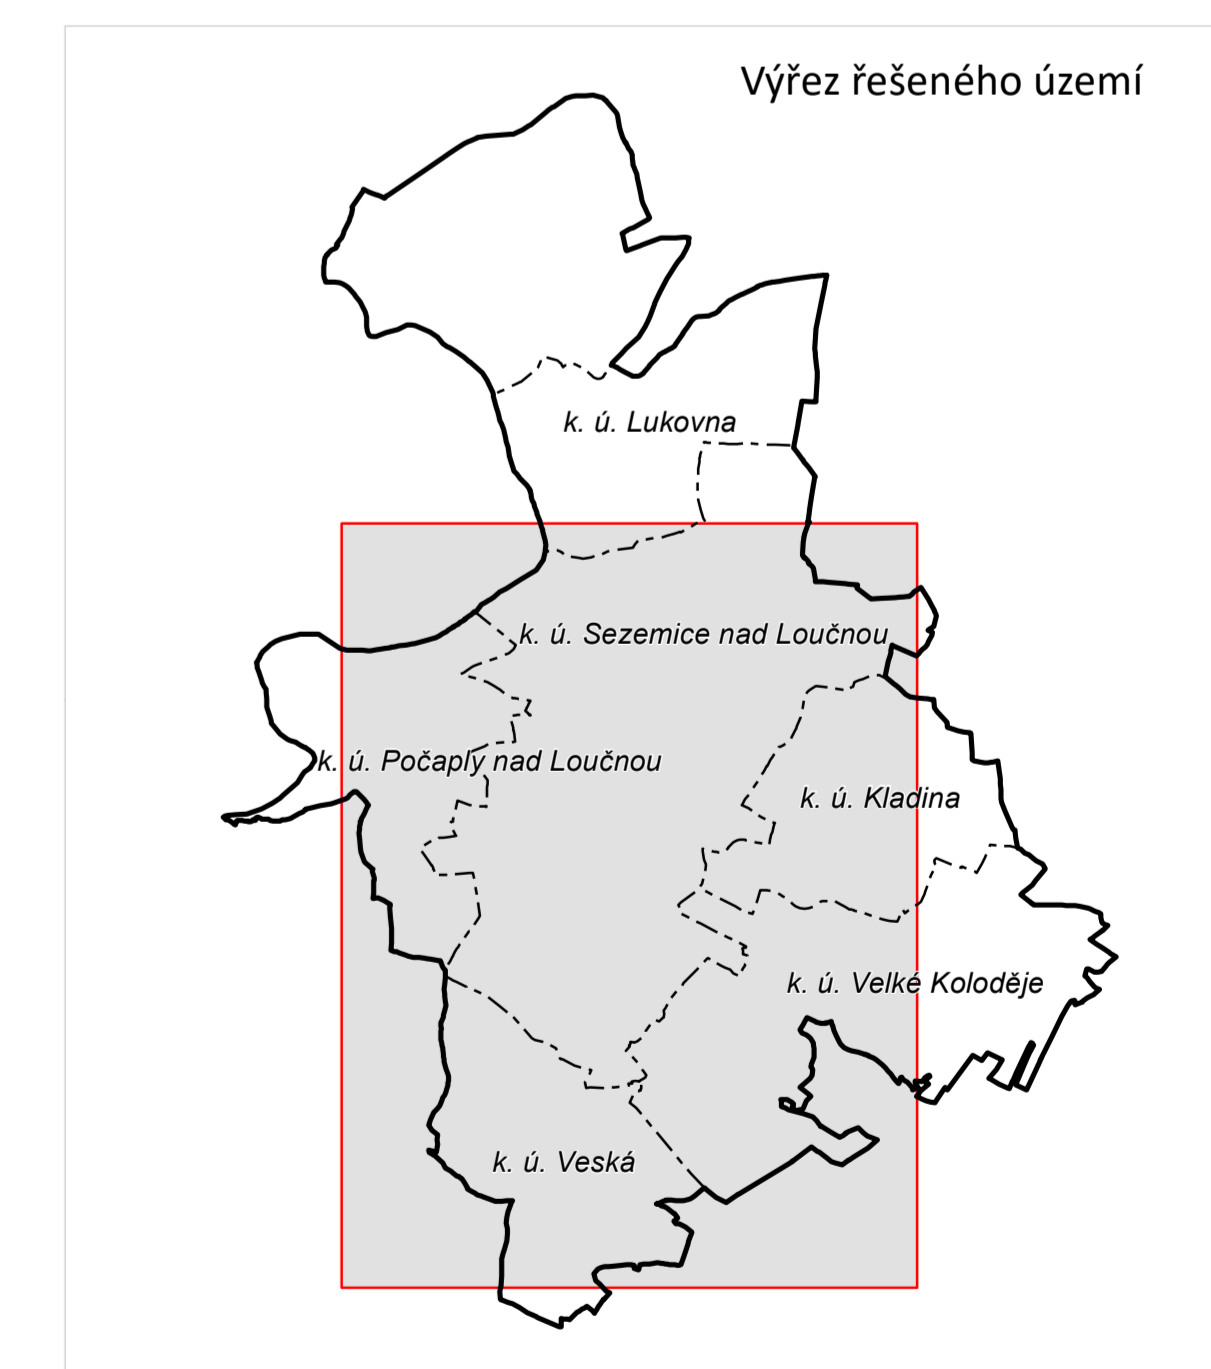 Výřez řešeného území
k. ú. Lukovna
k. ú. Sezemice nad Loučnou
k. ú. Počaply nad Loučnou
k. ú. Kladina
k. ú. Velké Koloděje
k. ú. Veská